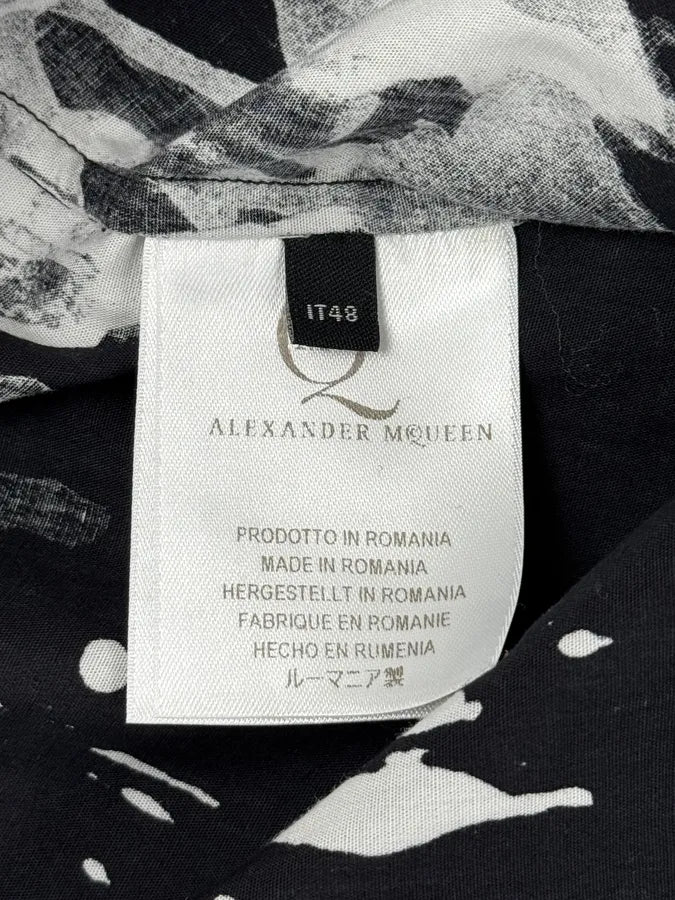 IT48
ALEXANDER MCQUEEN
PRODOTTO IN ROMANIA
MADE IN ROMANIA
HERGESTELLT IN ROMANIA
FABRIQUE EN ROMANIE
HECHO EN RUMENIA
ルーマニア製